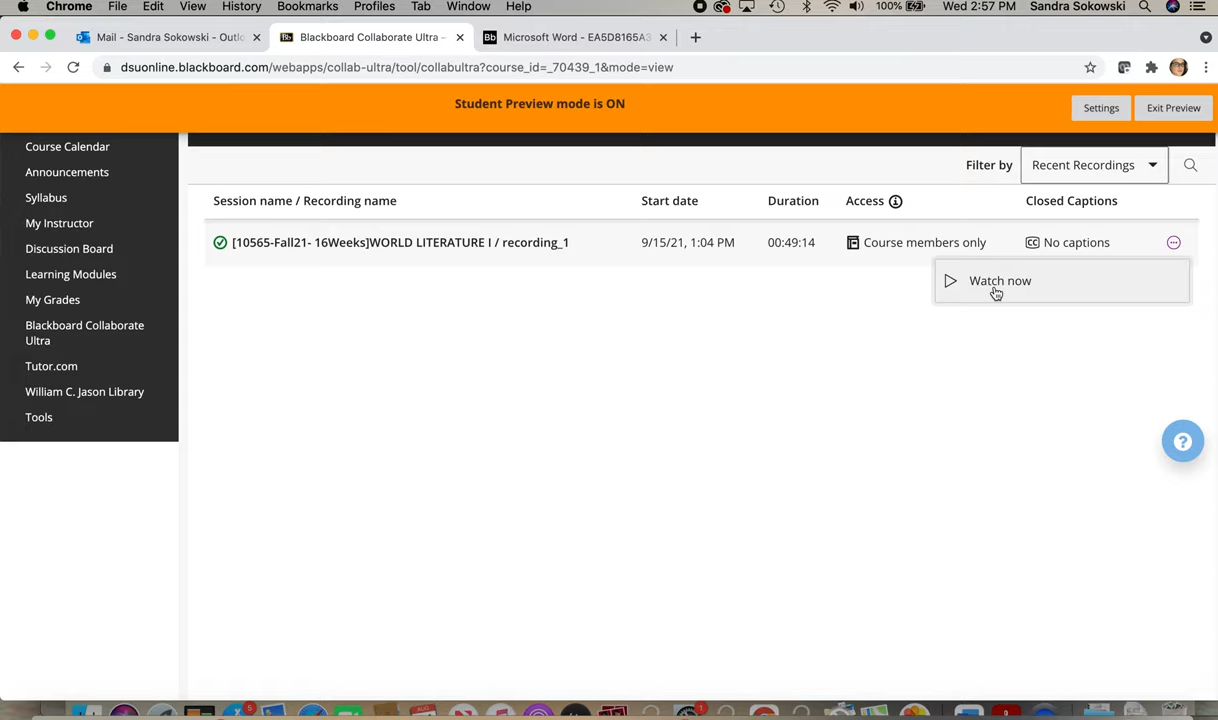 Chrome File Edit View History Bookmarks Profiles Tab Window Help 100% Wed 2:57 PM Sandra Sokowski
Mail - Sandra Sokowski - Outlo
Bb Blackboard Collaborate Ultra –
Bb Microsoft Word - EA5D8165A3
dsuonline.blackboard.com/webapps/collab-ultra/tool/collabultra?course_id=_70439_1&mode=view
Student Preview mode is ON
Settings
Exit Preview
Course Calendar
Announcements
Syllabus
My Instructor
Discussion Board
Learning Modules
My Grades
Blackboard Collaborate
Ultra
Tutor.com
William C. Jason Library
Tools
Filter by Recent Recordings
Session name / Recording name Start date Duration Access Closed Captions
[10565-Fall21- 16Weeks]WORLD LITERATURE I / recording_1 9/15/21, 1:04 PM 00:49:14 Course members only CC No captions
Watch now
?
5
1